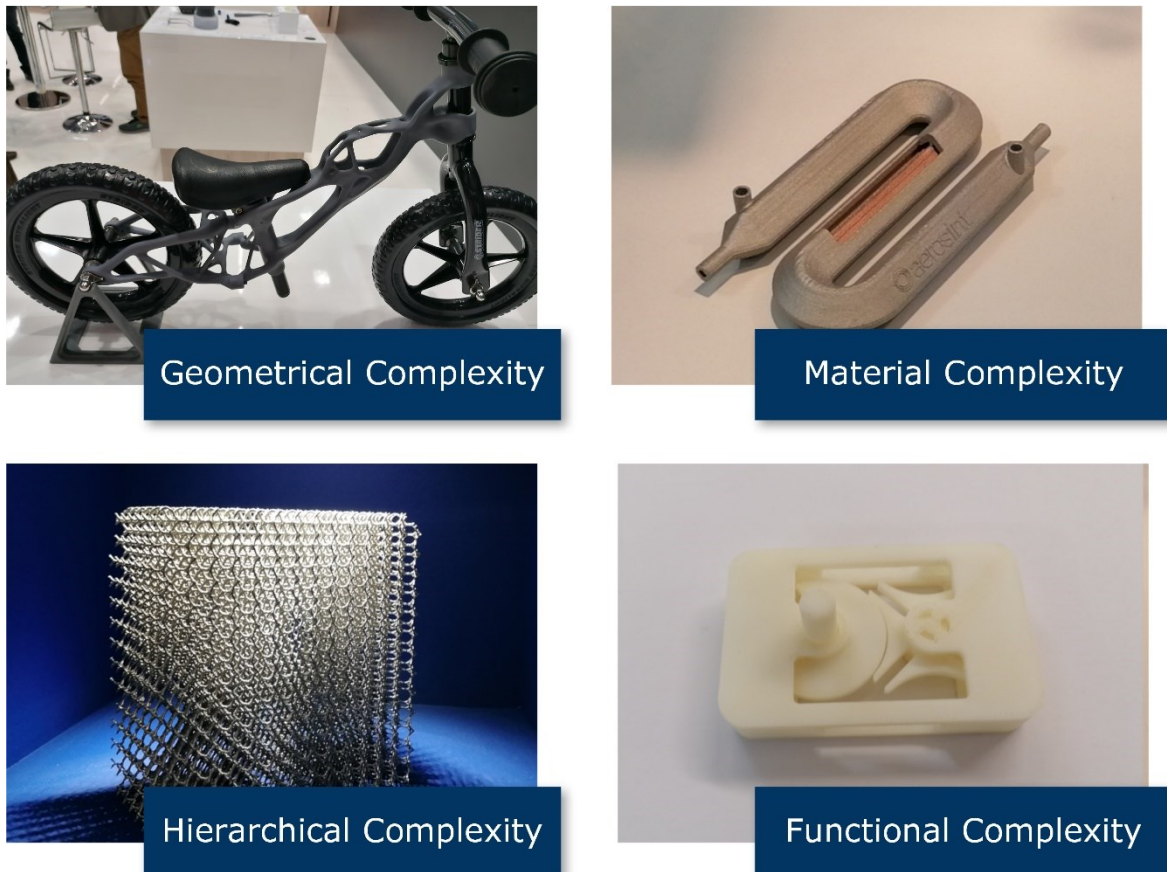 aerosint
Geometrical Complexity
Material Complexity
Hierarchical Complexity
Functional Complexity